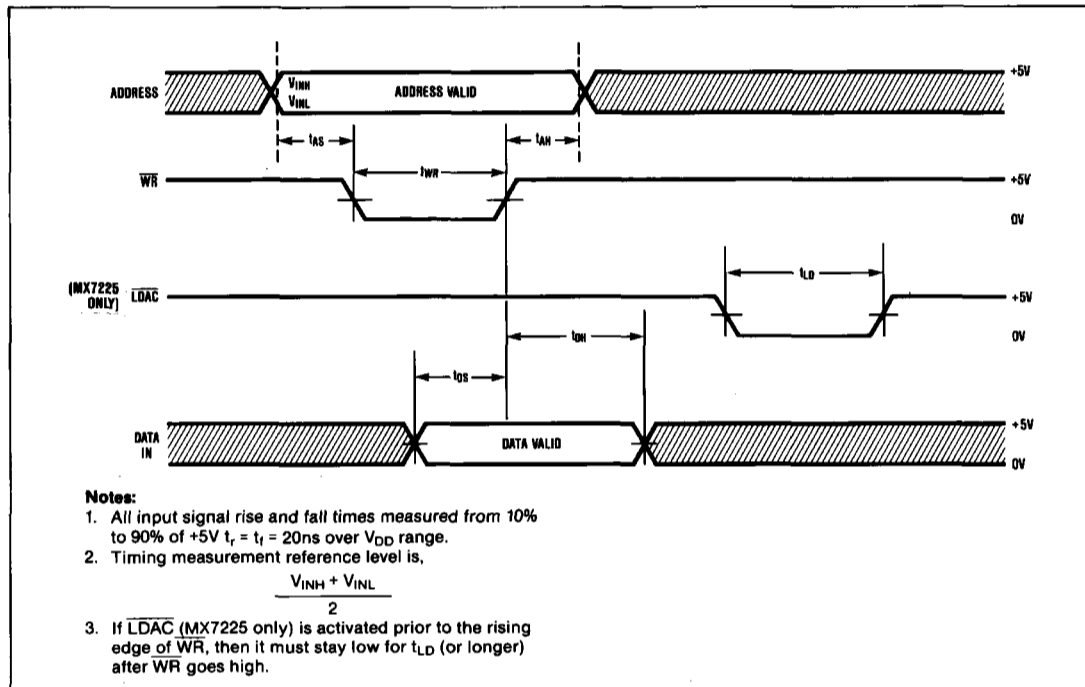 +5V
ADDRESS
VINH
VINL
ADDRESS VALID
tAS
tAH
tWR
WR
+5V
0V
tLD
(MX7225
ONLY)
LDAC
+5V
0V
tDH
tDS
DATA
IN
DATA VALID
+5V
0V
Notes:
1. All input signal rise and fall times measured from 10%
to 90% of +5V tr = tf = 20ns over VDD range.
2. Timing measurement reference level is,
VINH + VINL
2
3. If LDAC (MX7225 only) is activated prior to the rising
edge of WR, then it must stay low for tLD (or longer)
after WR goes high.